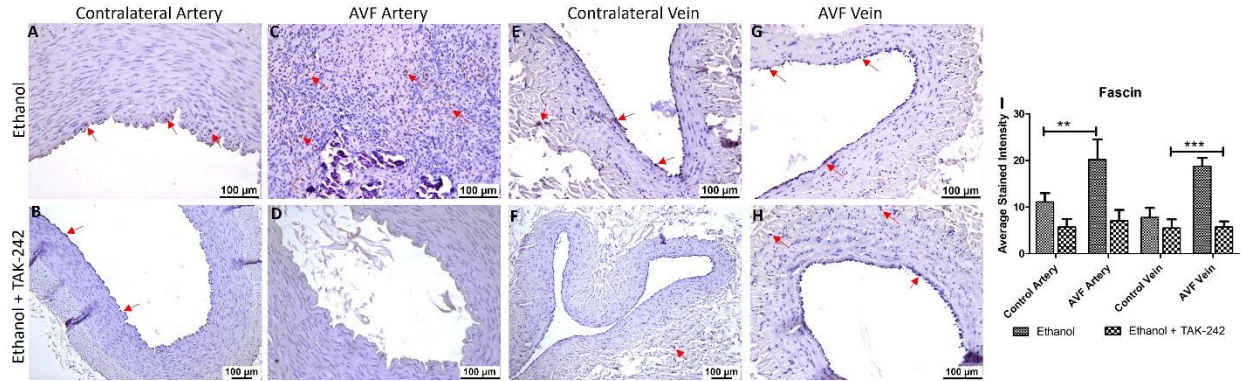 Contralateral Artery
AVF Artery
Contralateral Vein
AVF Vein
Ethanol
A
100 µm
C
100 µm
E
100 µm
G
100 µm
Ethanol + TAK-242
B
100 µm
D
100 µm
F
100 µm
H
100 µm
I
Fascin
Average Stained Intensity
30
20
10
0
**
***
Control Artery
AVF Artery
Control Vein
AVF Vein
Ethanol
Ethanol + TAK-242